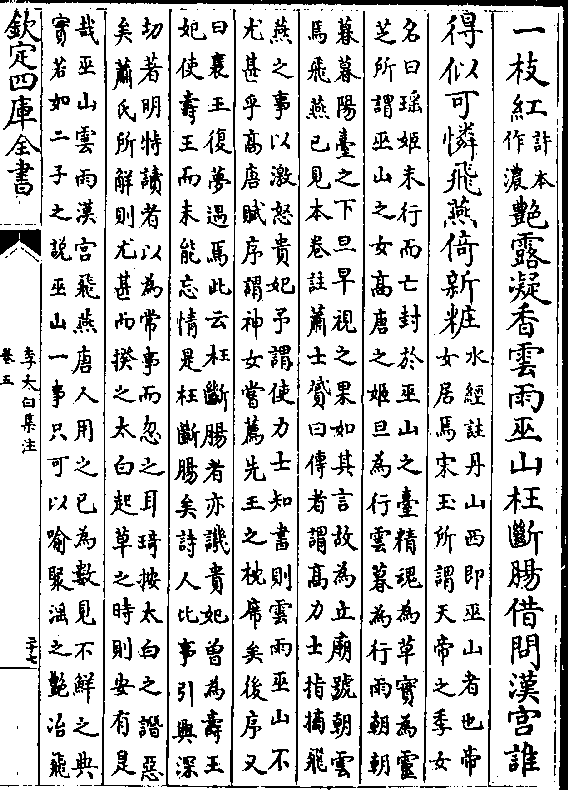 一枝紅許本
作濃艶露凝香雲雨巫山枉斷腸借問漢宮誰
得似可憐飛燕倚新粧水經註丹山西即巫山者也帝
女居焉宋玉所謂天帝之季女
名曰瑶姬未行而亡封於巫山之臺精魂為草實為靈
芝所謂巫山之女高唐之姬旦為行雲暮為行雨朝朝
暮暮陽臺之下旦早視之果如其言故為立廟號朝雲
馬飛燕已見本卷註蕭士贇曰傳者謂髙力士指摘飛
燕之事以激怒貴妃予謂使力士知書則雲雨巫山不
尤甚乎髙唐賦序謂神女嘗薦先王之枕席矣後序又
曰襄王復夢遇焉此云枉斷腸者亦譏貴妃曽為壽王
妃使壽王而未能忘情是枉斷腸矣詩人比事引興深
切著明特讀者以為常事而忽之耳琦按太白之譖惡
矣蕭氏所解則尤甚而揆之太白起草之時則安有是
哉巫山雲雨漢宮飛燕唐人用之已為數見不鮮之典
實若如二子之説巫山一事只可以喻聚淫之艶冶飛
欽定四庫全書
李太白集注
卷五
二十七